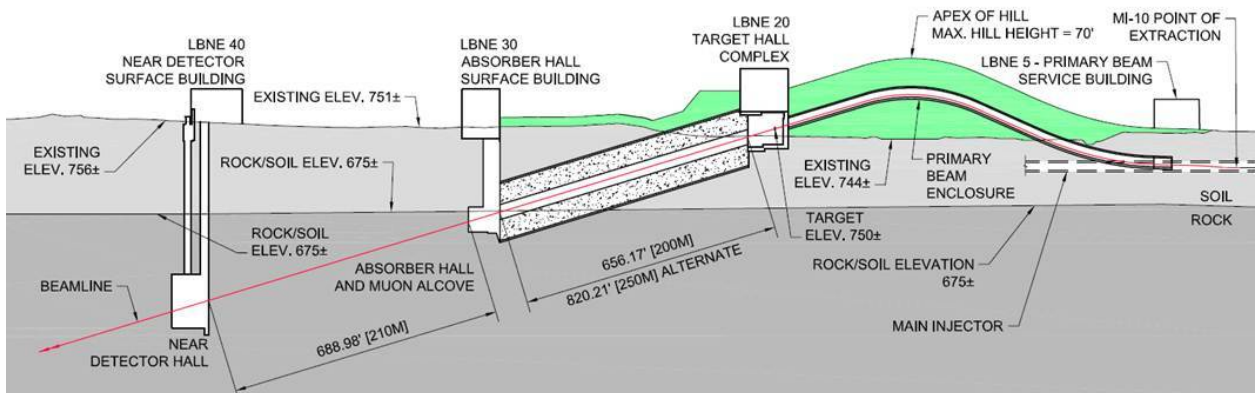 LBNE 40
NEAR DETECTOR
SURFACE BUILDING
EXISTING ELEV. 751±
LBNE 30
ABSORBER HALL
SURFACE BUILDING
LBNE 20
TARGET HALL
COMPLEX
APEX OF HILL
MAX. HILL HEIGHT = 70'
MI-10 POINT OF
EXTRACTION
LBNE 5 - PRIMARY BEAM
SERVICE BUILDING
EXISTING
ELEV. 756±
ROCK/SOIL ELEV. 675±
EXISTING
ELEV. 744±
PRIMARY
BEAM
ENCLOSURE
SOIL
ROCK
ROCK/SOIL
ELEV. 675±
TARGET
ELEV. 750±
BEAMLINE
ABSORBER HALL
AND MUON ALCOVE
656.17' [200M]
820.21' [250M] ALTERNATE
ROCK/SOIL ELEVATION
675±
688.98' [210M]
MAIN INJECTOR
NEAR
DETECTOR HALL